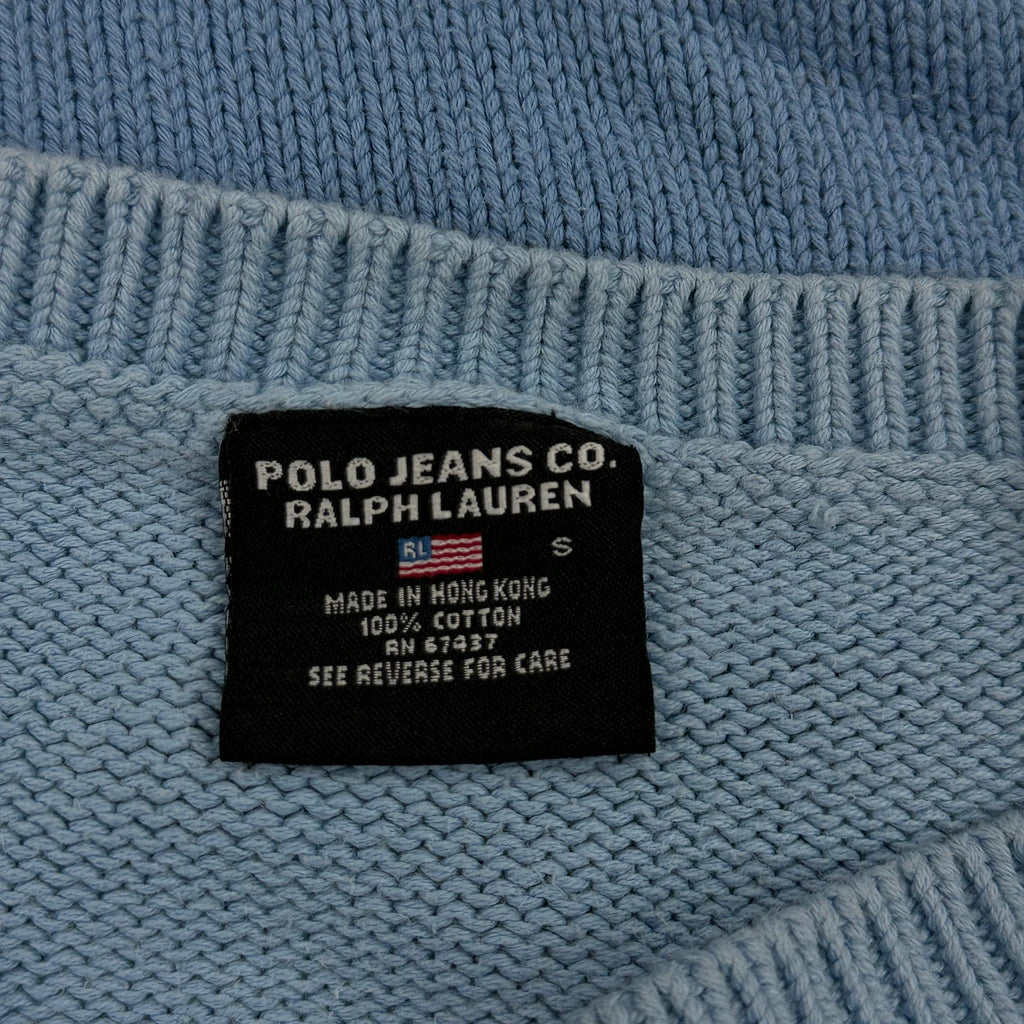 POLO JEANS CO.
RALPH LAUREN
RL S
MADE IN HONG KONG
100% COTTON
RN 67437
SEE REVERSE FOR CARE